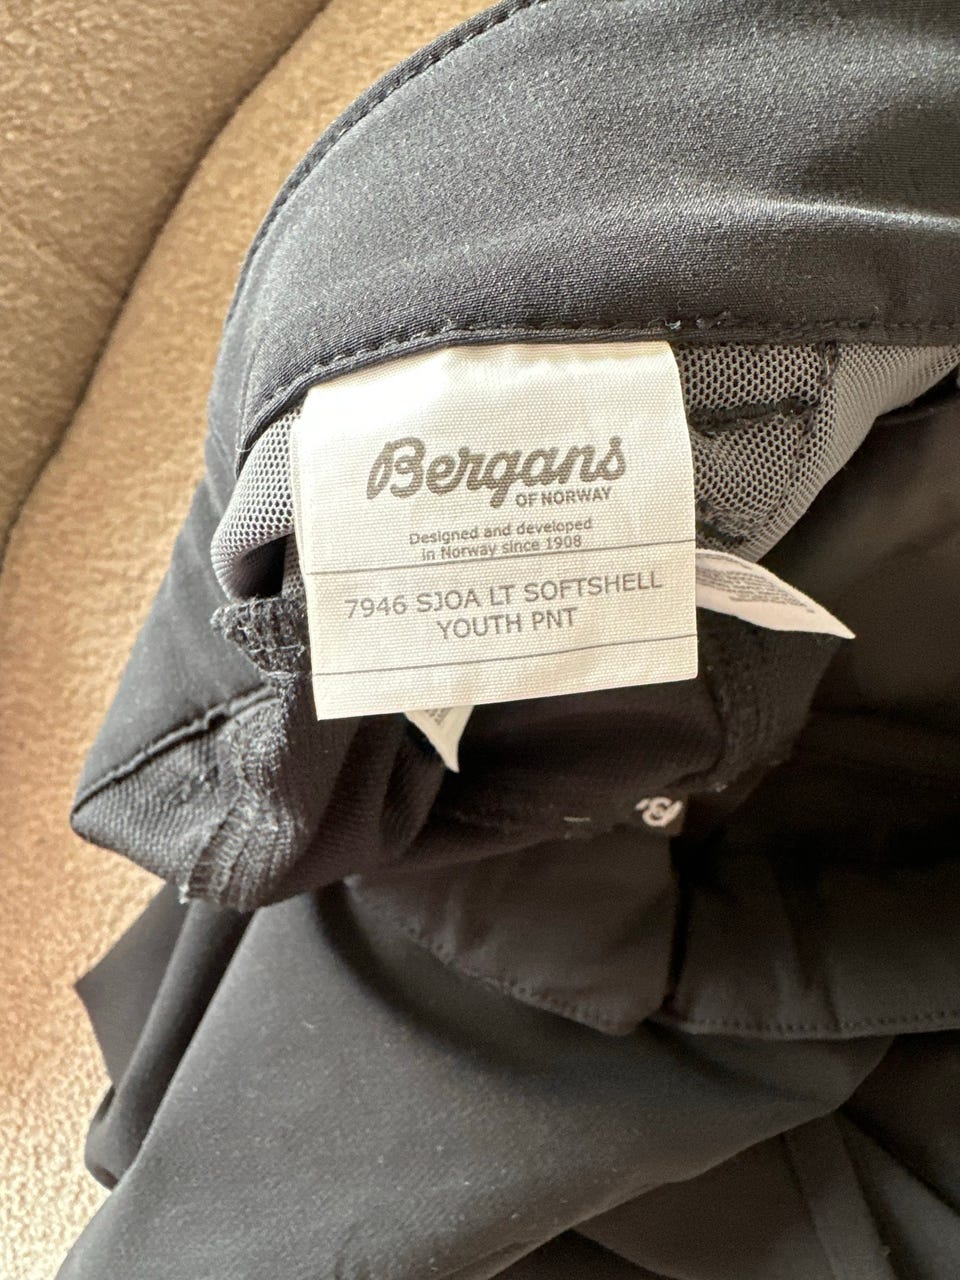 Bergans
OF NORWAY
Designed and developed
in Norway since 1908
7946 SJOA LT SOFTSHELL
YOUTH PNT
B.